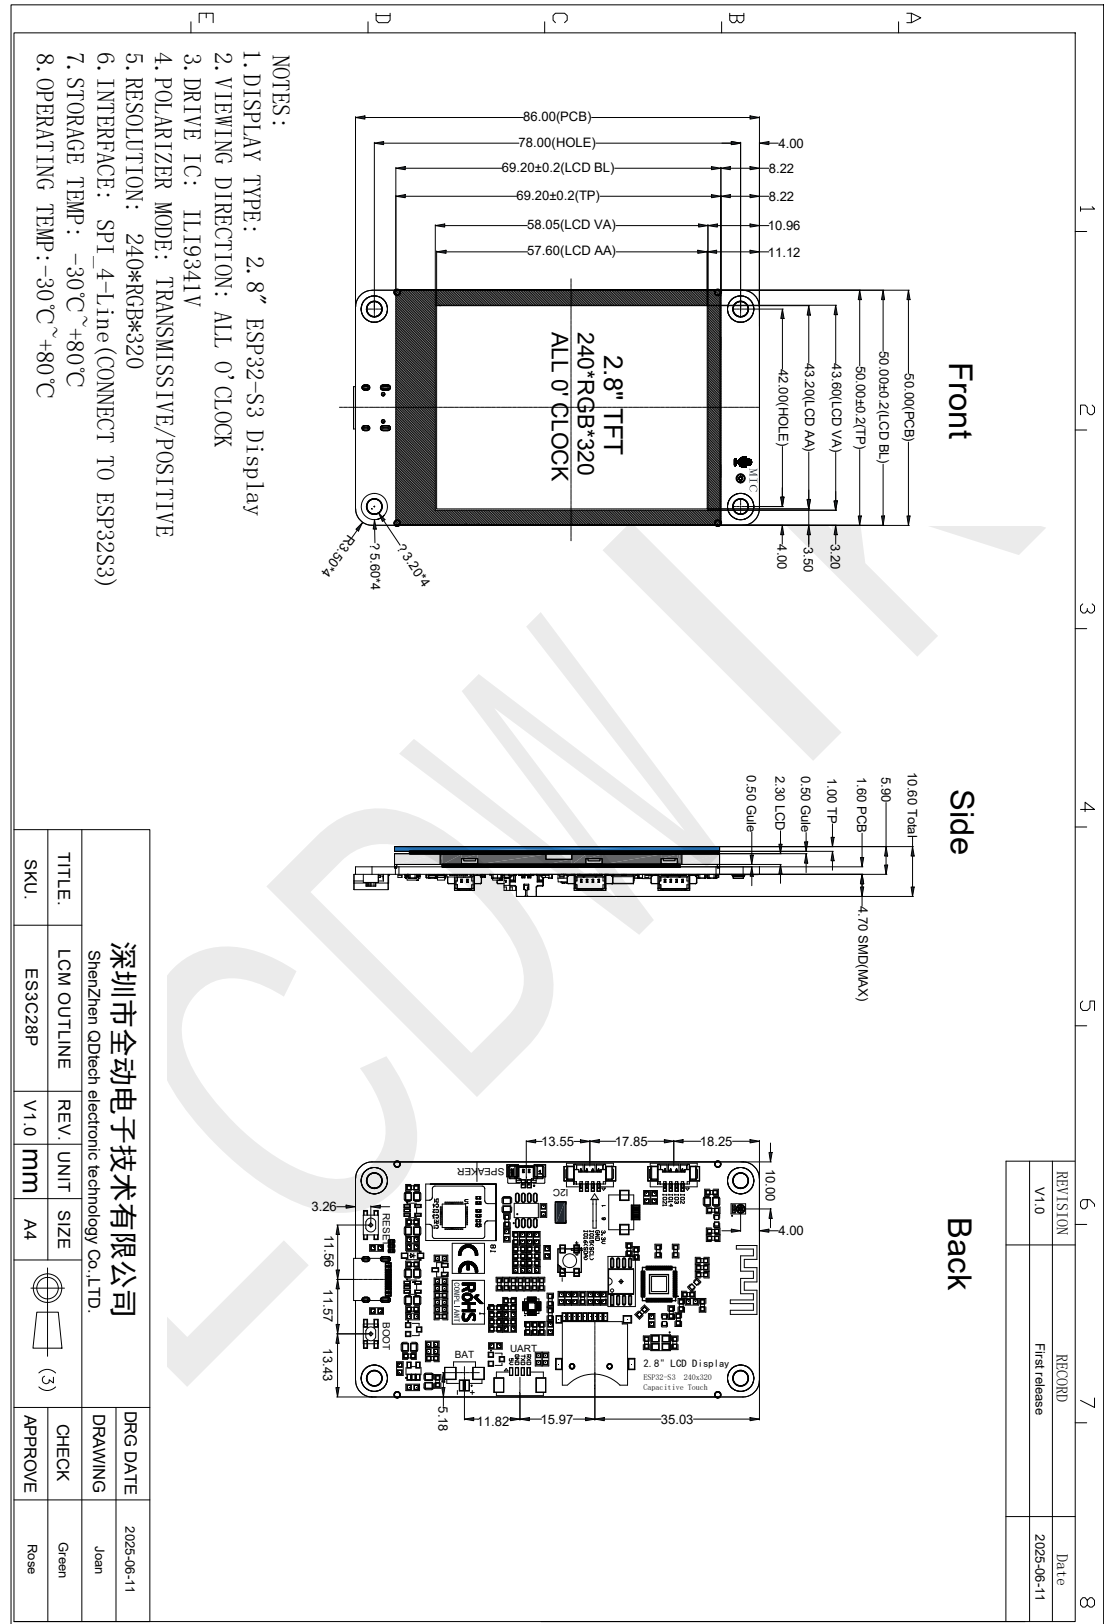 1 2 3 4 5 6 7 8
A
B
C
D
E
REVISION RECORD Date
V1.0 First release 2025-06-11
Front
50.00(PCB)
50.00±0.2(LCD BL)
50.00±0.2(TP)
43.60(LCD VA)
43.20(LCD AA)
42.00(HOLE)
3.20
3.50
4.00
4.00
8.22
8.22
10.96
11.12
86.00(PCB)
78.00(HOLE)
69.20±0.2(LCD BL)
69.20±0.2(TP)
58.05(LCD VA)
57.60(LCD AA)
MIC
2.8" TFT
240*RGB*320
ALL 0' CLOCK
? 3.20*4
? 5.60*4
R3.50*4
Side
10.60 Total
5.90
1.60 PCB
1.00 TP
0.50 Gule
2.30 LCD
0.50 Gule
4.70 SMD(MAX)
Back
10.00
4.00
18.25
17.85
13.55
3.26
11.56
11.57
13.43
5.18
11.82
15.97
35.03
SPEAKER
I2C
3.3V
GND
RESET
BOOT
BAT
UART
RXD
TXD
GND
5V
CE
RoHS
COMPLIANT
2.8" LCD Display
ESP32-S3 240x320
Capacitive Touch
NOTES:
1.DISPLAY TYPE: 2.8" ESP32-S3 Display
2.VIEWING DIRECTION: ALL O'CLOCK
3.DRIVE IC: ILI9341V
4.POLARIZER MODE: TRANSMISSIVE/POSITIVE
5.RESOLUTION: 240*RGB*320
6.INTERFACE: SPI_4-Line(CONNECT TO ESP32S3)
7.STORAGE TEMP: -30℃~+80℃
8.OPERATING TEMP:-30℃~+80℃
深圳市全动电子技术有限公司
ShenZhen QDtech electronic technology Co.,LTD.
TITLE. LCM OUTLINE REV. UNIT SIZE
SKU. ES3C28P V1.0 mm A4
(3)
DRG DATE 2025-06-11
DRAWING Joan
CHECK Green
APPROVE Rose
LCDWIKI